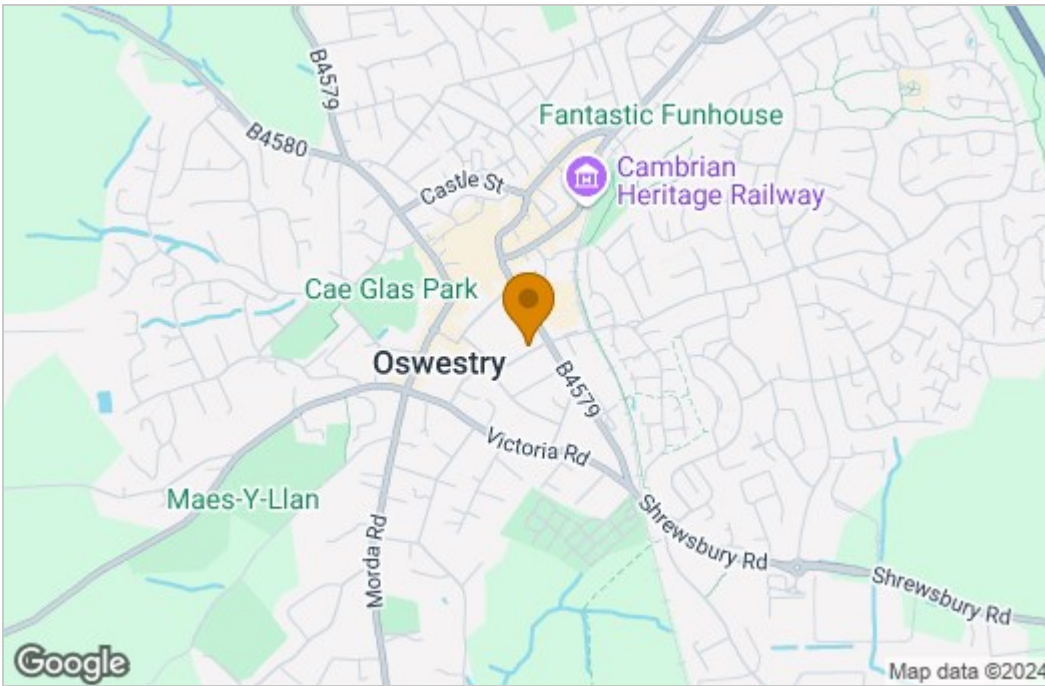 B4579
Fantastic Funhouse
B4580
Cambrian
Heritage Railway
Castle St
Cae Glas Park
Oswestry
B4579
Victoria Rd
Maes-Y-Llan
Morda Rd
Shrewsbury Rd
Shrewsbury Rd
Google
Map data ©2024